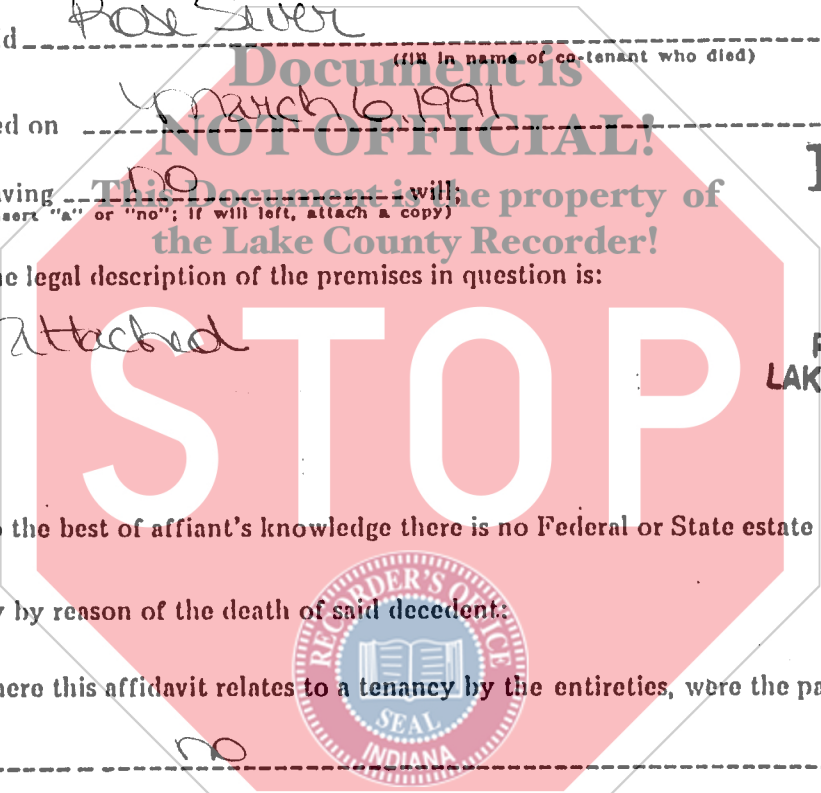 d Rose Siver
(fill in name of co-tenant who died)
Document is
ed on March 6, 1991
NOT OFFICIAL!
ving no will;
This Document is the property of
sert "a" or "no"; if will left, attach a copy)
the Lake County Recorder!
he legal description of the premises in question is:
attached
LAK
STOP
o the best of affiant's knowledge there is no Federal or State estate
y by reason of the death of said decedent:
here this affidavit relates to a tenancy by the entireties, were the pa
no
RECORDER'S OFFICE
SEAL
INDIANA